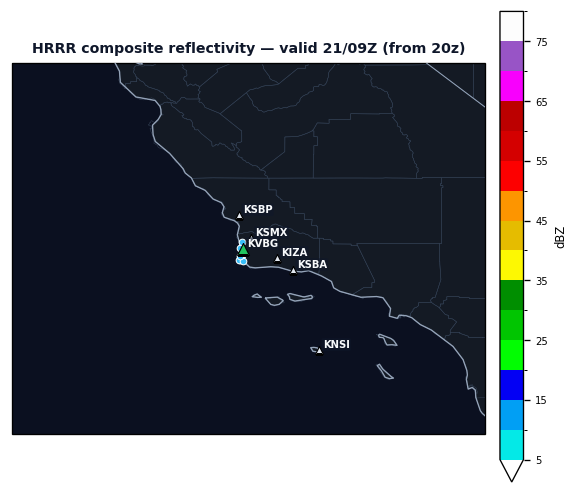 HRRR composite reflectivity — valid 21/09Z (from 20z)
KSBP
KSMX
KVBG
KIZA
KSBA
KNSI
75
65
55
45
35
25
15
5
dBZ